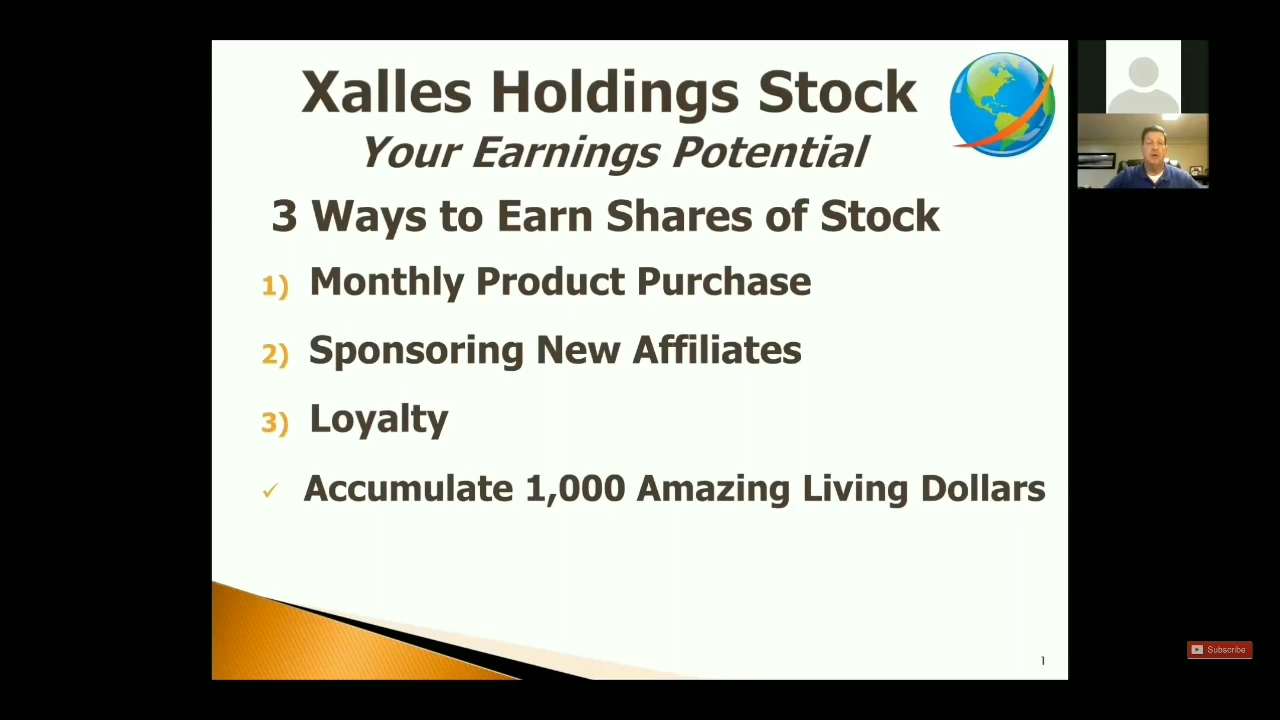 Xalles Holdings Stock
Your Earnings Potential
3 Ways to Earn Shares of Stock
1) Monthly Product Purchase
2) Sponsoring New Affiliates
3) Loyalty
✓ Accumulate 1,000 Amazing Living Dollars
1
Subscribe